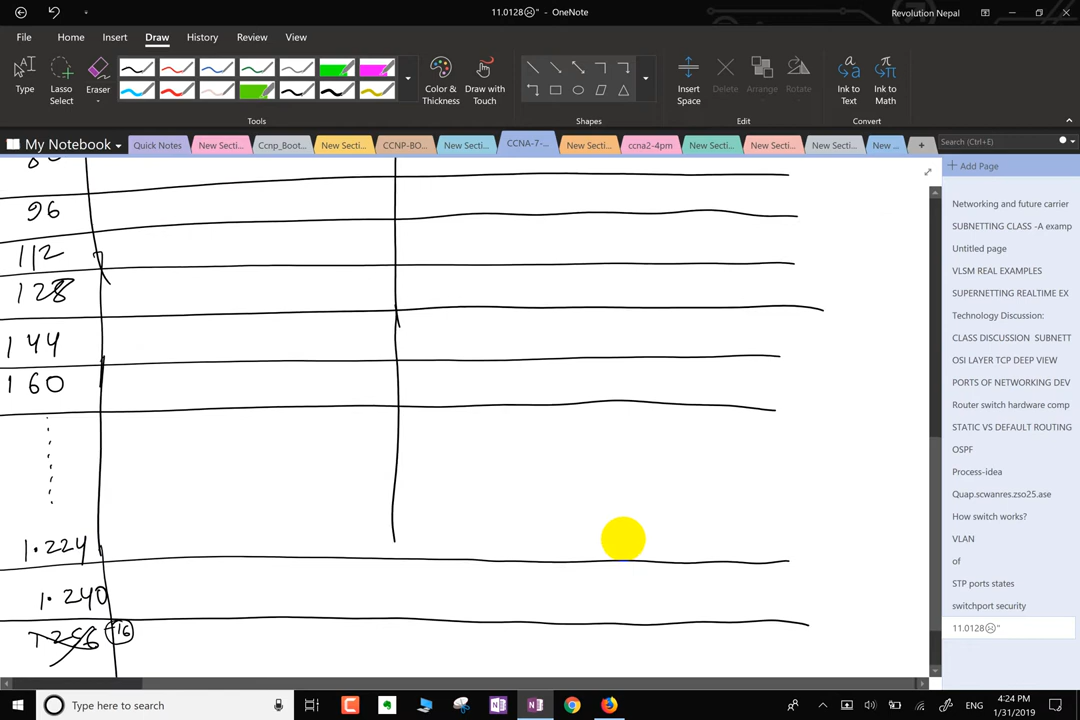 11.0128☹" - OneNote
Revolution Nepal
File Home Insert Draw History Review View
Type
Lasso Select
Eraser
Color & Thickness
Draw with Touch
Insert Space
Delete
Arrange
Rotate
Ink to Text
Ink to Math
Tools
Shapes
Edit
Convert
My Notebook
Quick Notes
New Secti...
Ccnp_Boot...
New Secti...
CCNP-BO...
New Secti...
CCNA-7-...
New Secti...
ccna2-4pm
New Secti...
New Secti...
New Secti...
New ...
+
Search (Ctrl+E)
+ Add Page
Networking and future carrier
SUBNETTING CLASS -A examp
Untitled page
VLSM REAL EXAMPLES
SUPERNETTING REALTIME EX
Technology Discussion:
CLASS DISCUSSION SUBNETT
OSI LAYER TCP DEEP VIEW
PORTS OF NETWORKING DEV
Router switch hardware comp
STATIC VS DEFAULT ROUTING
OSPF
Process-idea
Quap.scwanres.zso25.ase
How switch works?
VLAN
of
STP ports states
switchport security
11.0128☹"
96
112
128
144
160
1.224
1.240
Type here to search
ENG
4:24 PM
1/31/2019